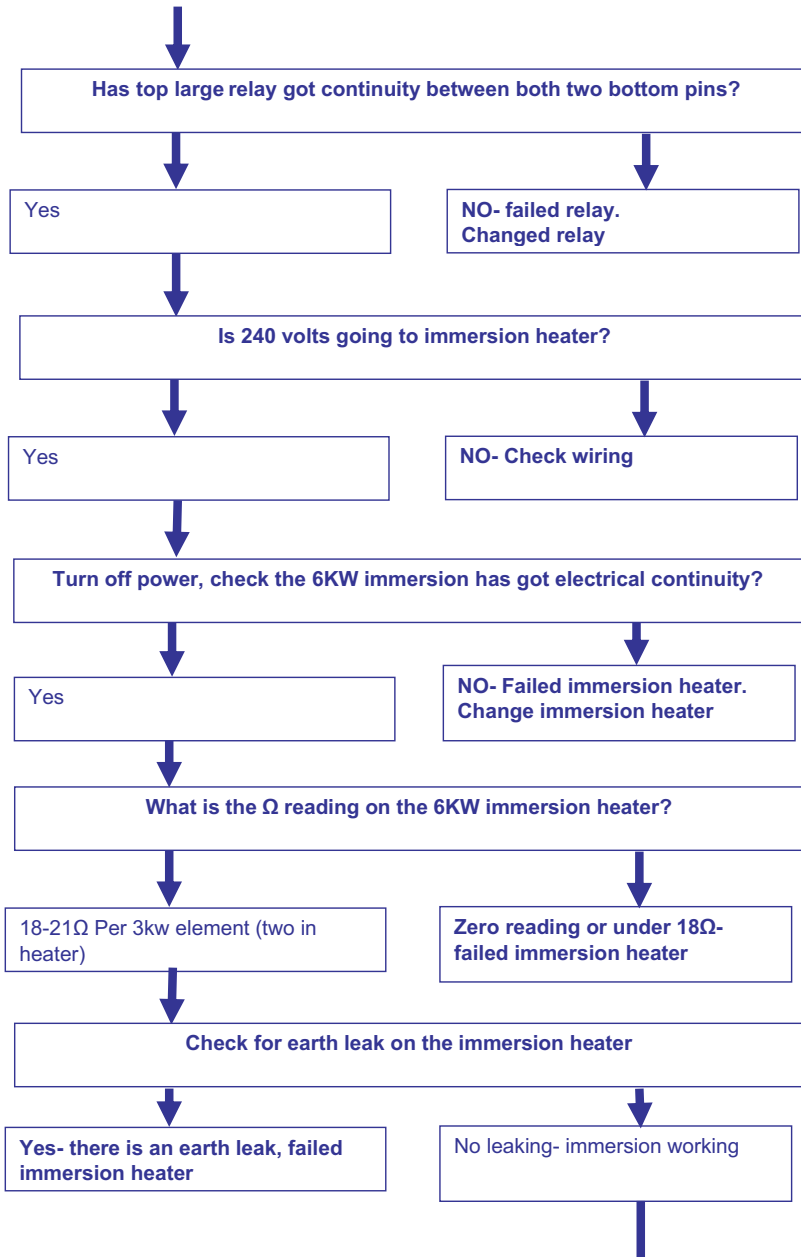 Has top large relay got continuity between both two bottom pins?
Yes
NO- failed relay.
Changed relay
Is 240 volts going to immersion heater?
Yes
NO- Check wiring
Turn off power, check the 6KW immersion has got electrical continuity?
Yes
NO- Failed immersion heater.
Change immersion heater
What is the Ω reading on the 6KW immersion heater?
18-21Ω Per 3kw element (two in
heater)
Zero reading or under 18Ω-
failed immersion heater
Check for earth leak on the immersion heater
Yes- there is an earth leak, failed
immersion heater
No leaking- immersion working